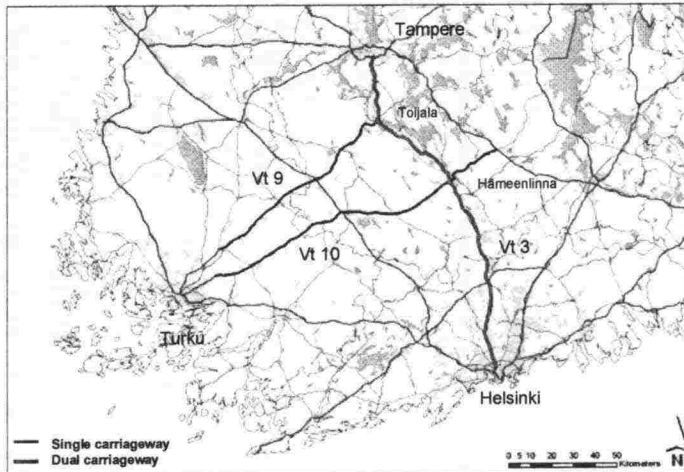 Tampere
Toijala
Vt 9
Hämeenlinna
Vt 10
Vt 3
Turku
Helsinki
Single carriageway
Dual carriageway
0 5 10 20 30 40 50
Kilometers
N